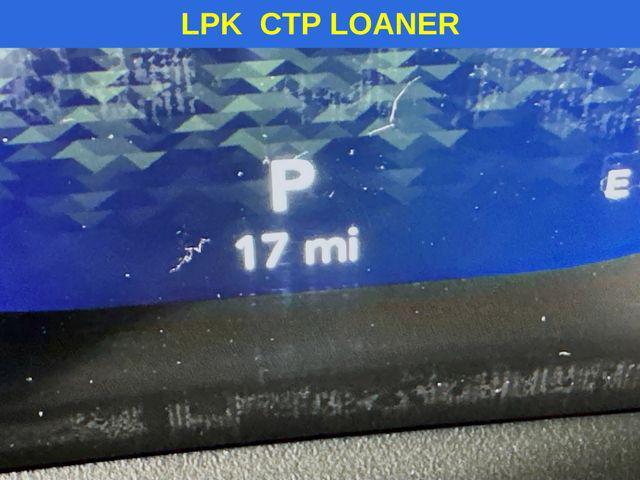 LPK  CTP LOANER
P
E
17 mi